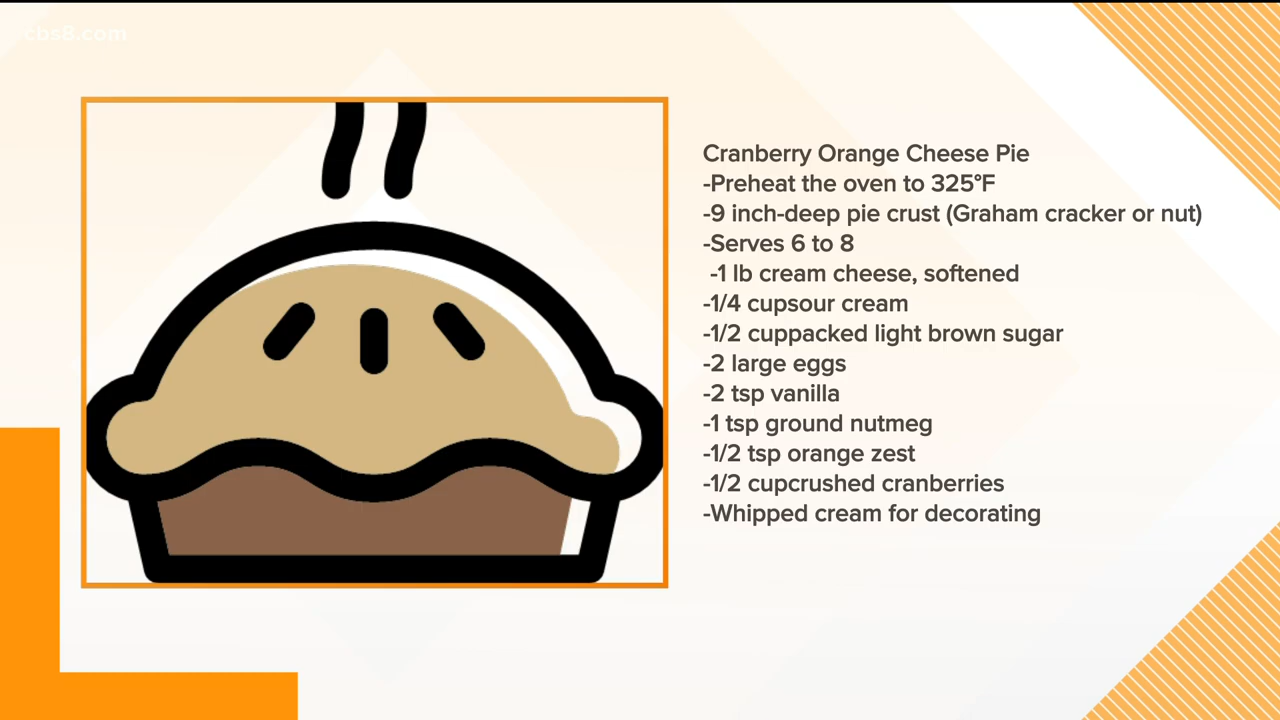 cbs8.com
Cranberry Orange Cheese Pie
-Preheat the oven to 325°F
-9 inch-deep pie crust (Graham cracker or nut)
-Serves 6 to 8
-1 lb cream cheese, softened
-1/4 cupsour cream
-1/2 cuppacked light brown sugar
-2 large eggs
-2 tsp vanilla
-1 tsp ground nutmeg
-1/2 tsp orange zest
-1/2 cupcrushed cranberries
-Whipped cream for decorating